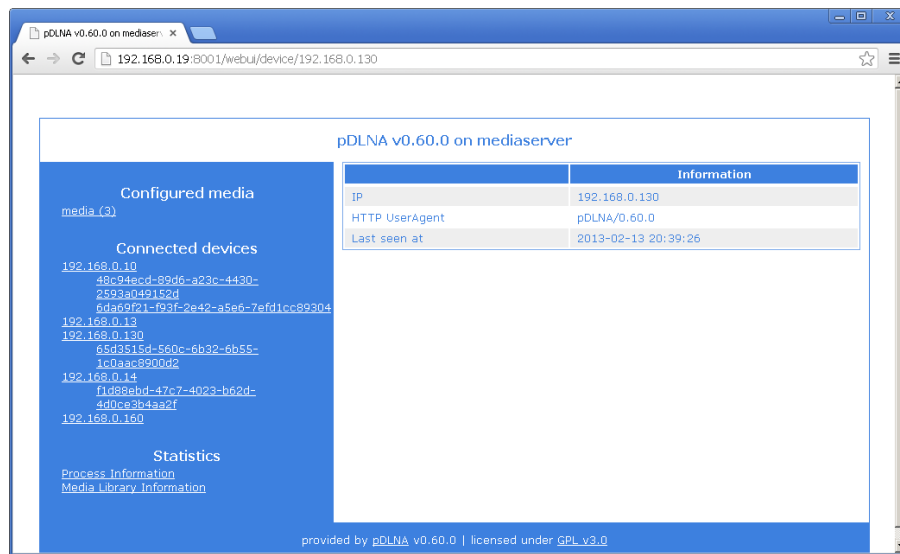 pDLNA v0.60.0 on mediaserv
192.168.0.19:8001/webui/device/192.168.0.130
pDLNA v0.60.0 on mediaserver
Configured media
media (3)
Connected devices
192.168.0.10
48c94ecd-89d6-a23c-4430-
2593a049152d
6da69f21-f93f-2e42-a5e6-7efd1cc89304
192.168.0.13
192.168.0.130
65d3515d-560c-6b32-6b55-
1c0aac8900d2
192.168.0.14
f1d88ebd-47c7-4023-b62d-
4d0ce3b4aa2f
192.168.0.160
Statistics
Process Information
Media Library Information
Information
IP 192.168.0.130
HTTP UserAgent pDLNA/0.60.0
Last seen at 2013-02-13 20:39:26
provided by pDLNA v0.60.0 | licensed under GPL v3.0